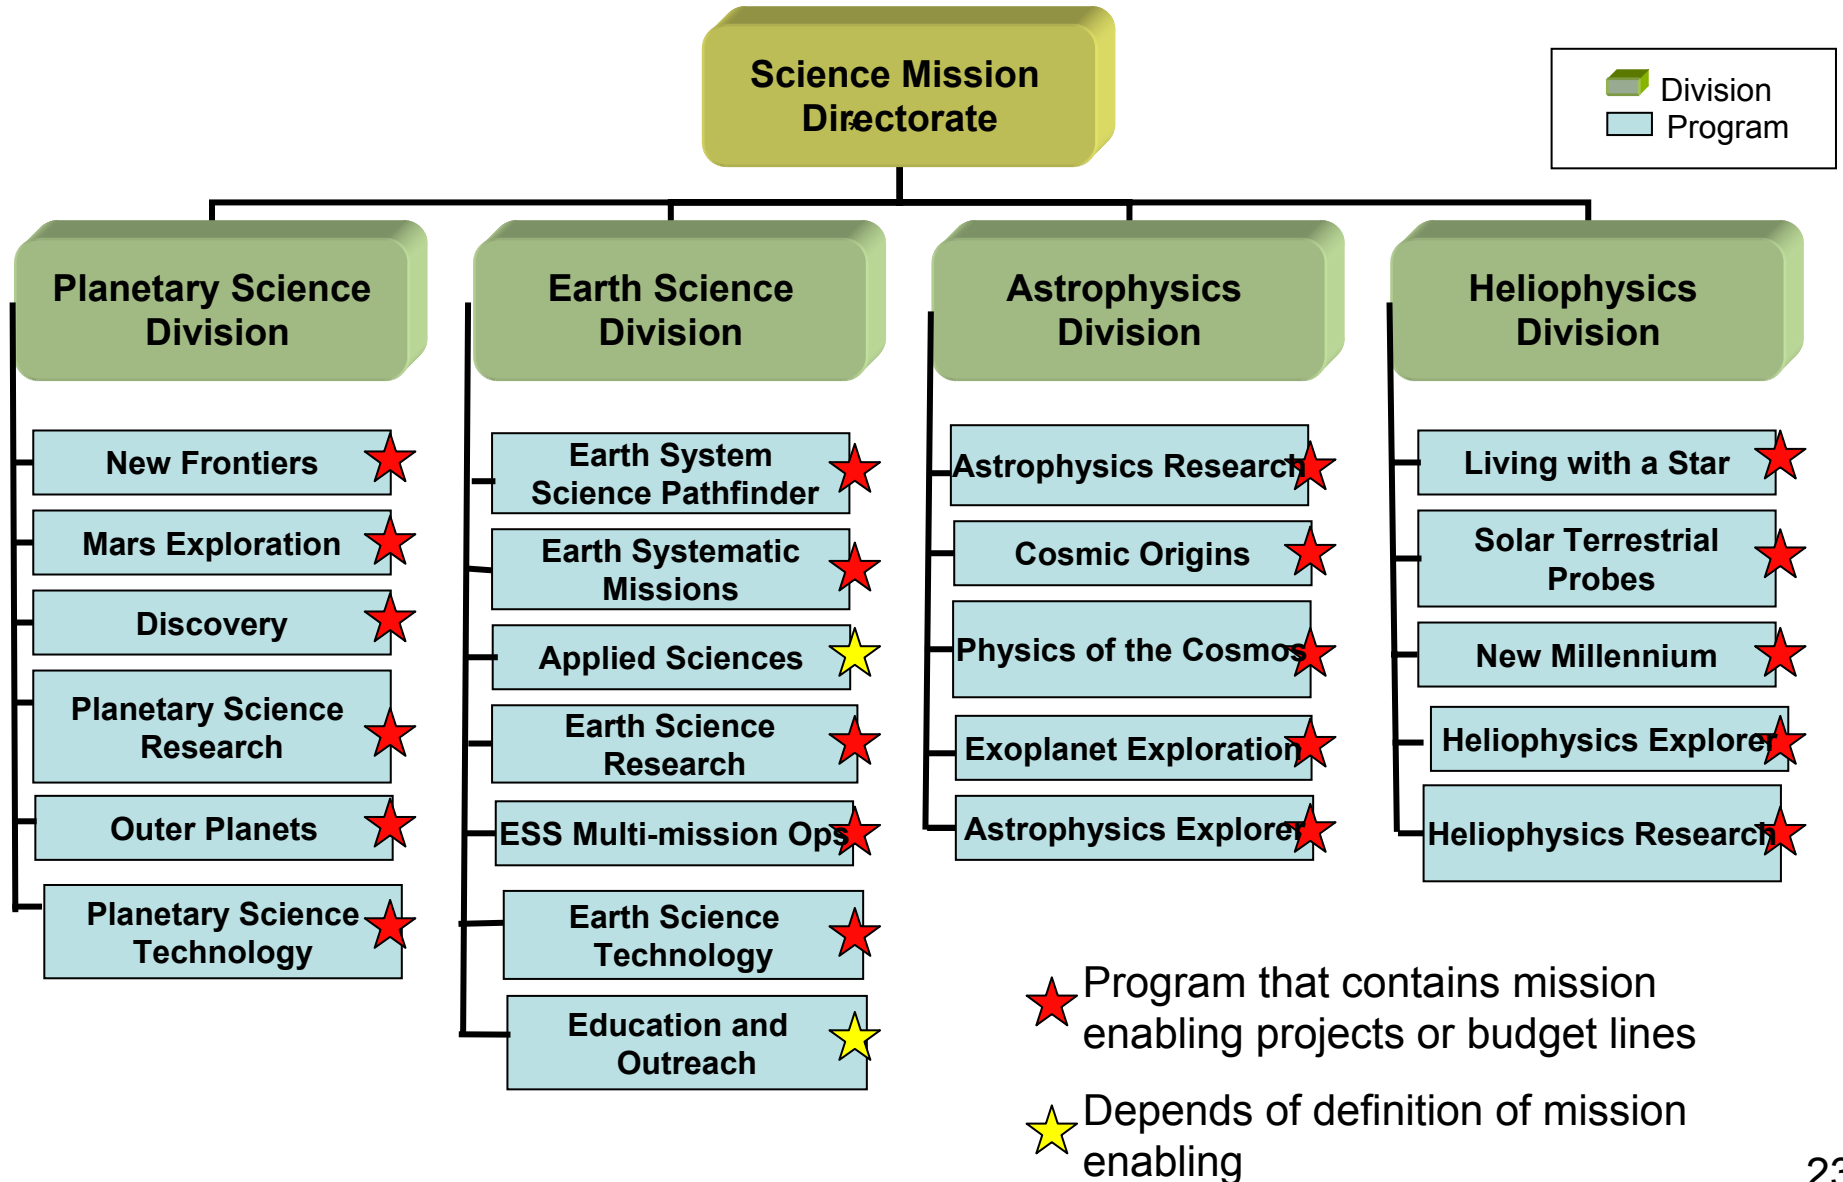 Science Mission
Directorate
*
Division
Program
Planetary Science
Division
Earth Science
Division
Astrophysics
Division
Heliophysics
Division
New Frontiers
Mars Exploration
Discovery
Planetary Science
Research
Outer Planets
Planetary Science
Technology
Earth System
Science Pathfinder
Earth Systematic
Missions
Applied Sciences
Earth Science
Research
ESS Multi-mission Ops
Earth Science
Technology
Education and
Outreach
Astrophysics Research
Cosmic Origins
Physics of the Cosmos
Exoplanet Exploration
Astrophysics Explorer
Living with a Star
Solar Terrestrial
Probes
New Millennium
Heliophysics Explorer
Heliophysics Research
Program that contains mission
enabling projects or budget lines
Depends of definition of mission
enabling
23